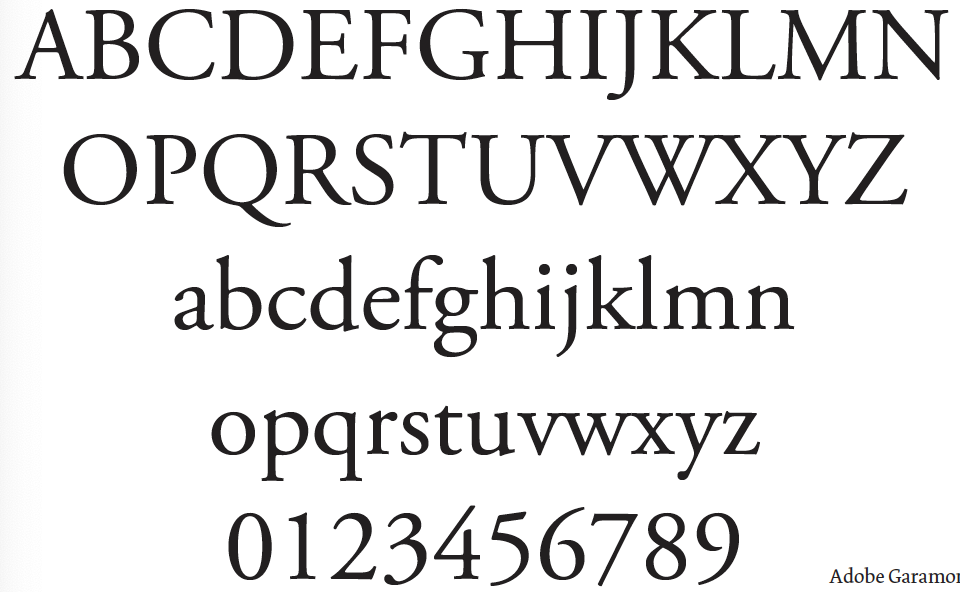 ABCDEFGHIJKLMN
OPQRSTUVWXYZ
abcdefghijklmn
opqrstuvwxyz
0123456789
Adobe Garamon